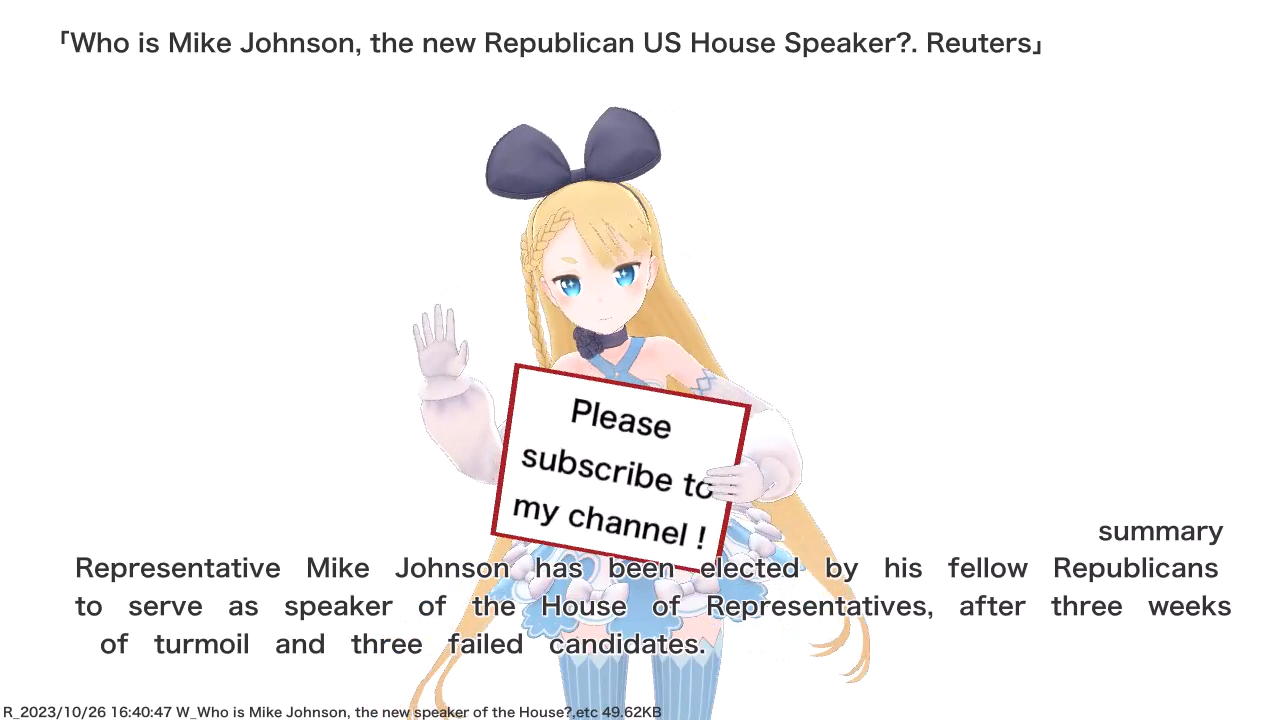 「Who is Mike Johnson, the new Republican US House Speaker?. Reuters」
Please
subscribe to
my channel !
summary
Representative Mike Johnson has been elected by his fellow Republicans
to serve as speaker of the House of Representatives, after three weeks
of turmoil and three failed candidates.
R_2023/10/26 16:40:47 W_Who is Mike Johnson, the new speaker of the House?,etc 49.62KB